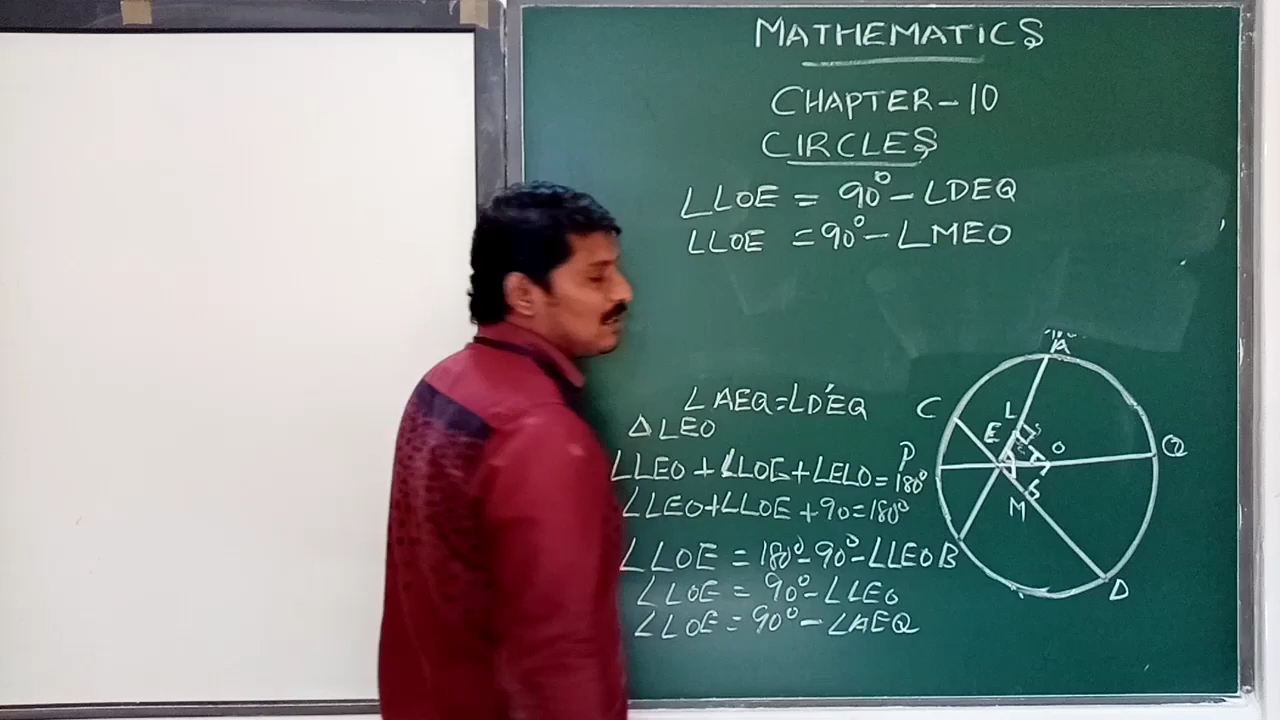 MATHEMATICS
CHAPTER-10
CIRCLES
∠LOE = 90°-∠DEQ
∠LOE = 90°-∠MEO
∠AEQ=∠DEQ
△LEO
∠LEO+∠LOE+∠ELO=180°
∠LEO+∠LOE+90=180°
∠LOE = 180°-90°-∠LEO
∠LOE = 90°-∠LEO
∠LOE = 90°-∠AEQ
A
C
L
E
O
Q
P
M
B
D